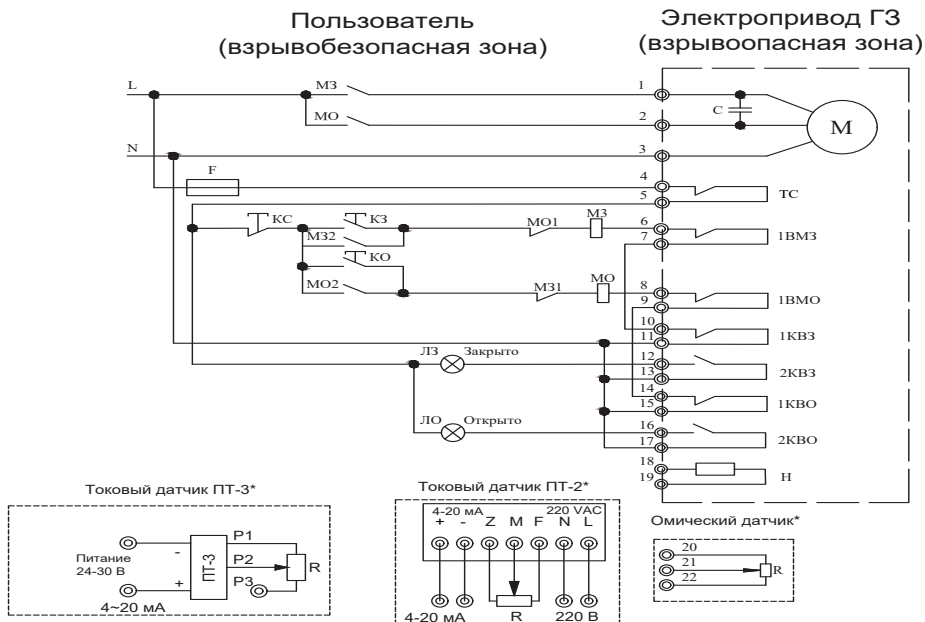 Пользователь
(взрывобезопасная зона)
Электропривод ГЗ
(взрывоопасная зона)
L
МЗ
1
C
МО
2
M
N
3
F
4
5
ТС
КС
КЗ
МО1
МЗ
6
МЗ2
7
1ВМЗ
КО
МО2
МЗ1
МО
8
9
1ВМО
10
11
1КВЗ
ЛЗ
Закрыто
12
13
2КВЗ
14
15
1КВО
ЛО
Открыто
16
17
2КВО
18
19
Н
Токовый датчик ПТ-3*
Питание
24-30 В
-
+
4~20 мА
ПТ-3
P1
P2
P3
R
Токовый датчик ПТ-2*
4-20 мА
220 VAC
+ - Z M F N L
4-20 мА
R
220 В
Омический датчик*
20
21
22
R